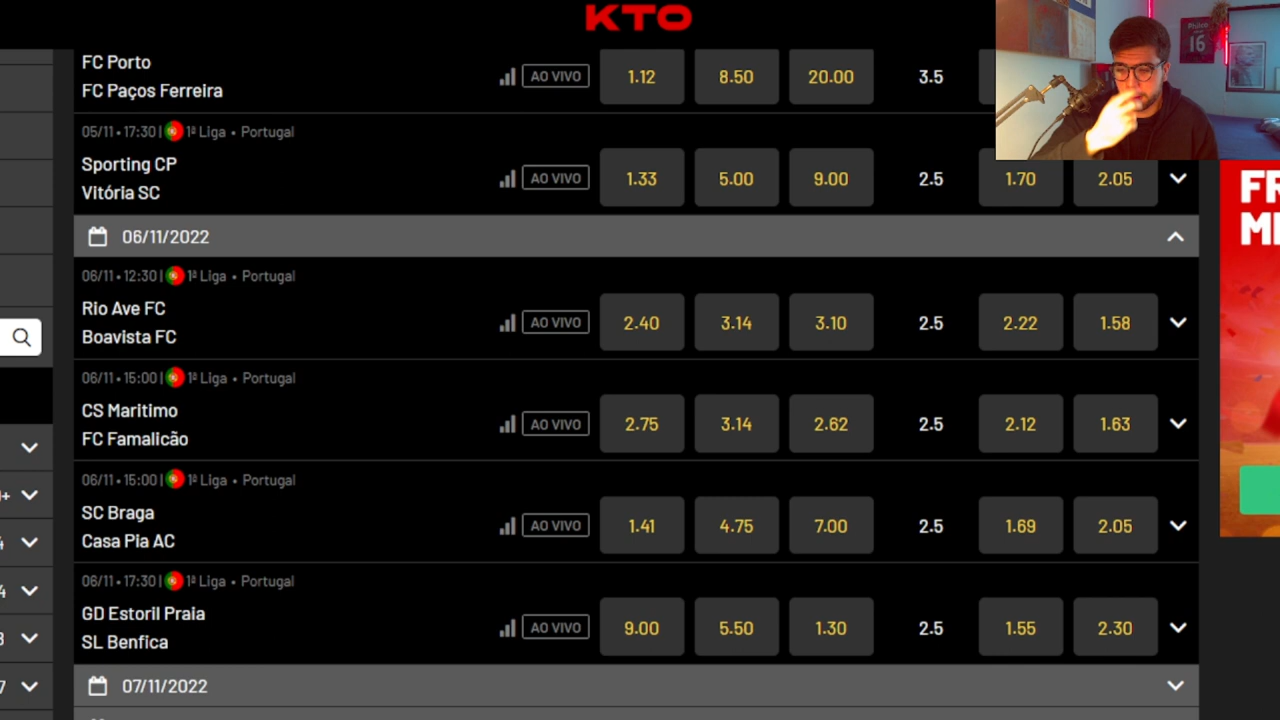 KTO
FC Porto
FC Paços Ferreira
AO VIVO
1.12 8.50 20.00 3.5
05/11 • 17:30 | 1ª Liga • Portugal
Sporting CP
Vitória SC
AO VIVO
1.33 5.00 9.00 2.5 1.70 2.05
06/11/2022
06/11 • 12:30 | 1ª Liga • Portugal
Rio Ave FC
Boavista FC
AO VIVO
2.40 3.14 3.10 2.5 2.22 1.58
06/11 • 15:00 | 1ª Liga • Portugal
CS Maritimo
FC Famalicão
AO VIVO
2.75 3.14 2.62 2.5 2.12 1.63
06/11 • 15:00 | 1ª Liga • Portugal
SC Braga
Casa Pia AC
AO VIVO
1.41 4.75 7.00 2.5 1.69 2.05
06/11 • 17:30 | 1ª Liga • Portugal
GD Estoril Praia
SL Benfica
AO VIVO
9.00 5.50 1.30 2.5 1.55 2.30
07/11/2022
16